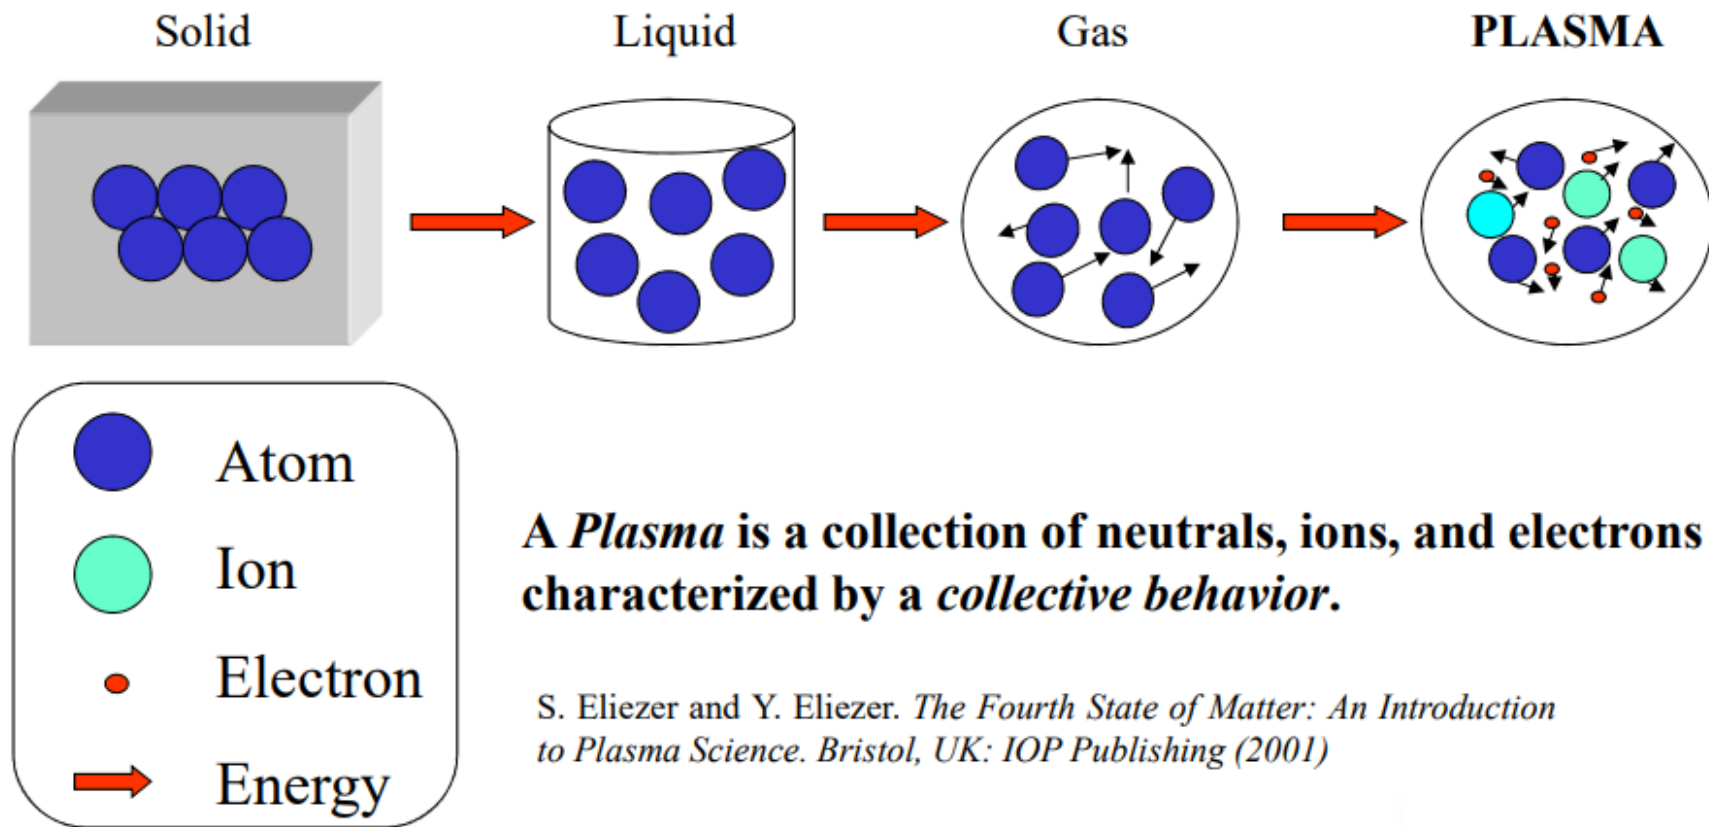 Solid
Liquid
Gas
PLASMA
Atom
Ion
Electron
Energy
A Plasma is a collection of neutrals, ions, and electrons
characterized by a collective behavior.
S. Eliezer and Y. Eliezer. The Fourth State of Matter: An Introduction
to Plasma Science. Bristol, UK: IOP Publishing (2001)